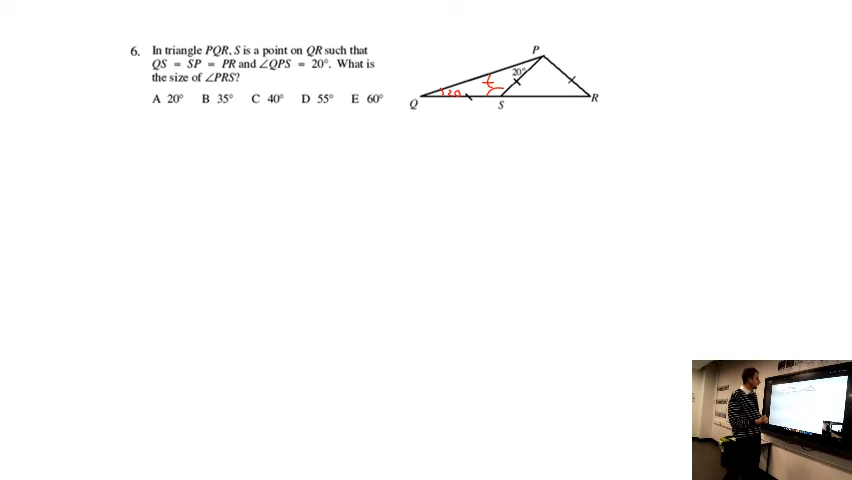 6. In triangle PQR, S is a point on QR such that
QS = SP = PR and ∠QPS = 20°. What is
the size of ∠PRS?
A 20° B 35° C 40° D 55° E 60°
P
20°
t
20
Q
S
R